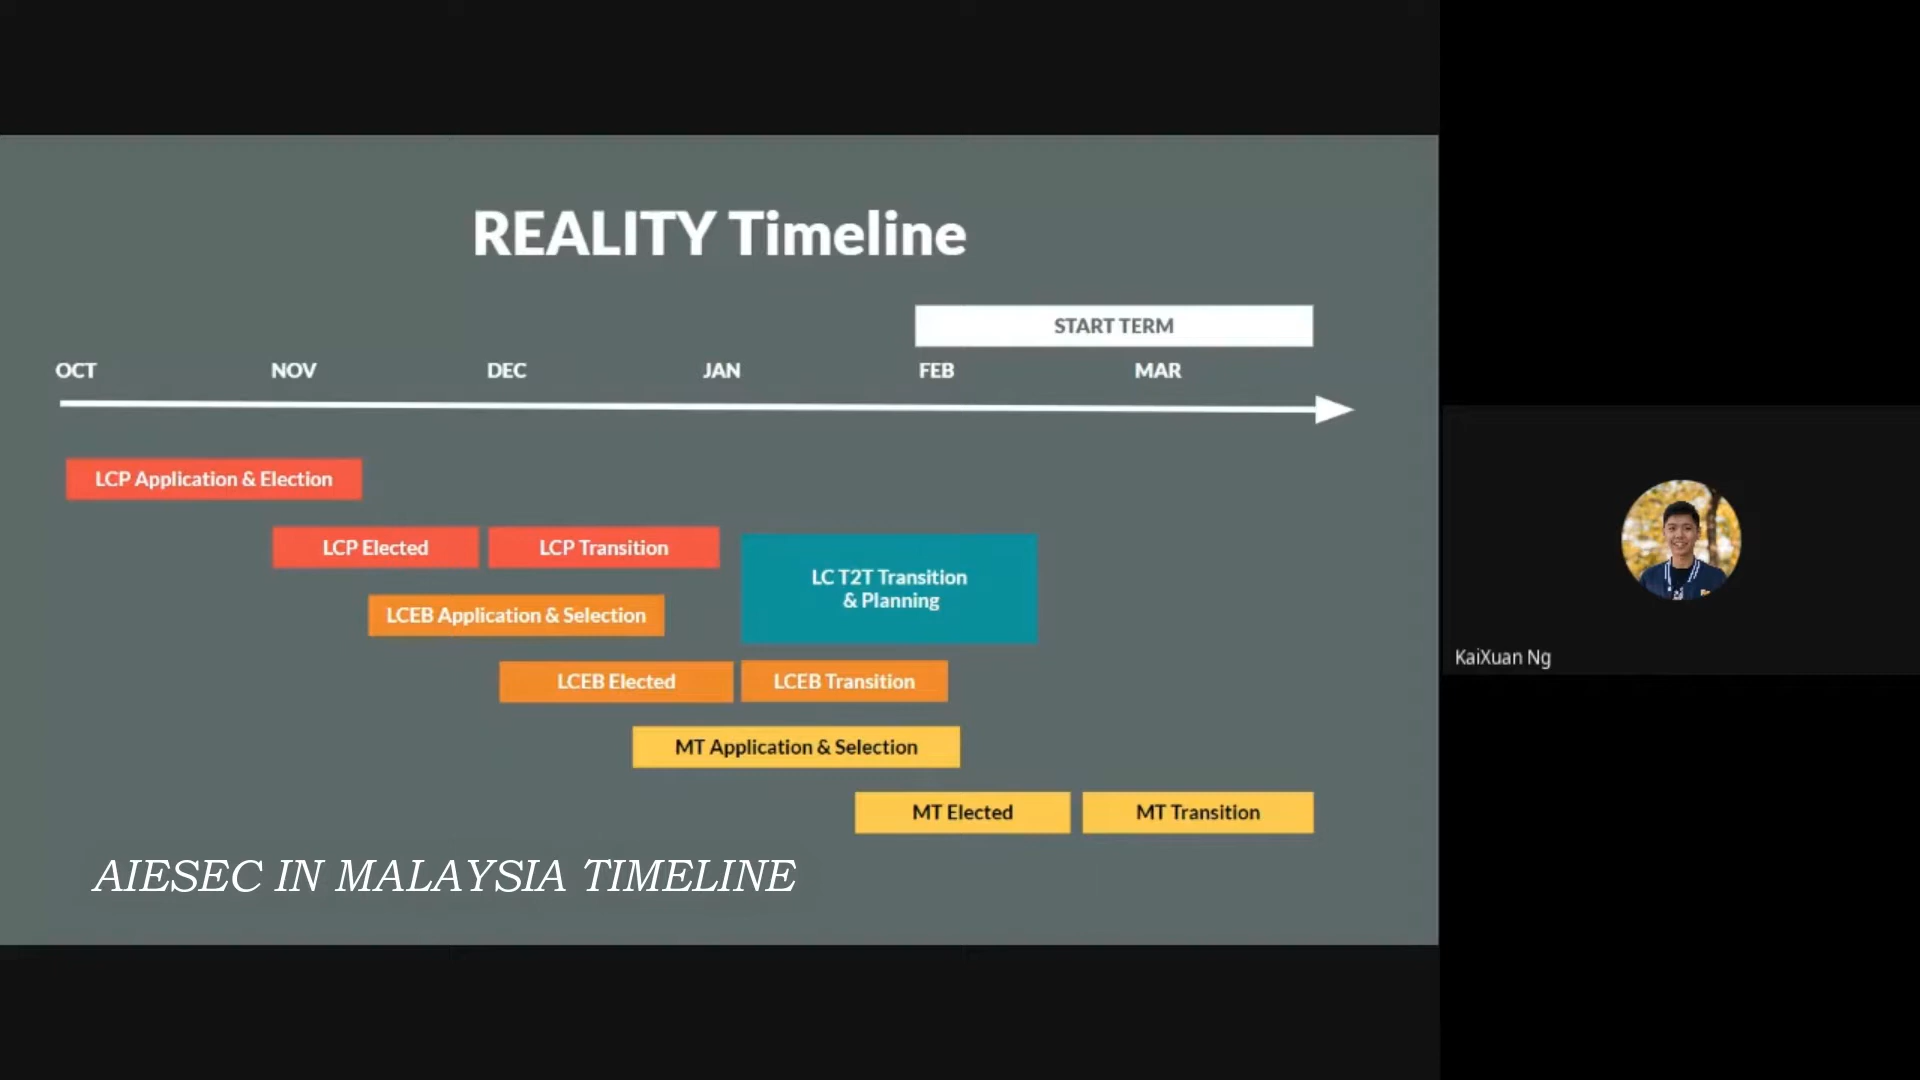 REALITY Timeline
START TERM
OCT NOV DEC JAN FEB MAR
LCP Application & Election
LCP Elected LCP Transition
LC T2T Transition
& Planning
LCEB Application & Selection
LCEB Elected LCEB Transition
MT Application & Selection
MT Elected MT Transition
AIESEC IN MALAYSIA TIMELINE
KaiXuan Ng